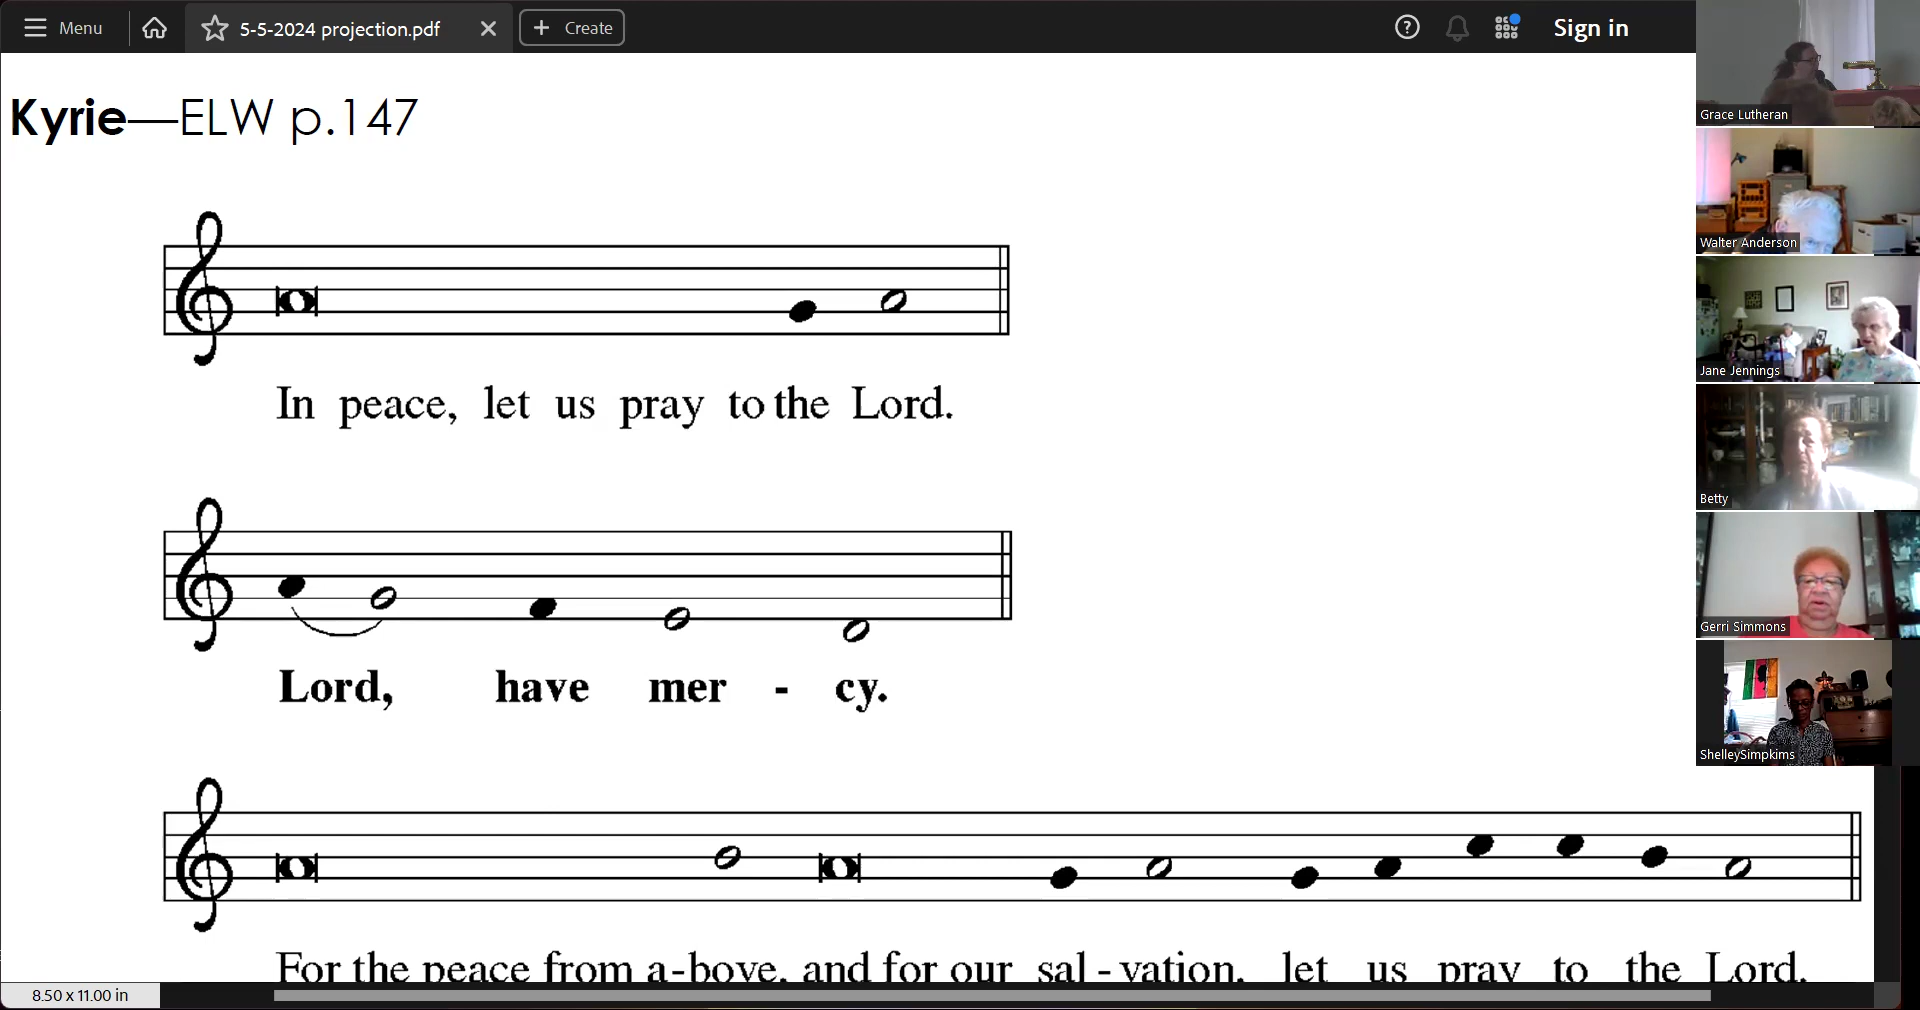 Menu
5-5-2024 projection.pdf
Create
Sign in
Kyrie—ELW p.147
In peace, let us pray to the Lord.
Lord, have mer - cy.
For the peace from a-bove, and for our sal - vation, let us pray to the Lord.
8.50 x 11.00 in
Grace Lutheran
Walter Anderson
Jane Jennings
Betty
Gerri Simmons
ShelleySimpkims